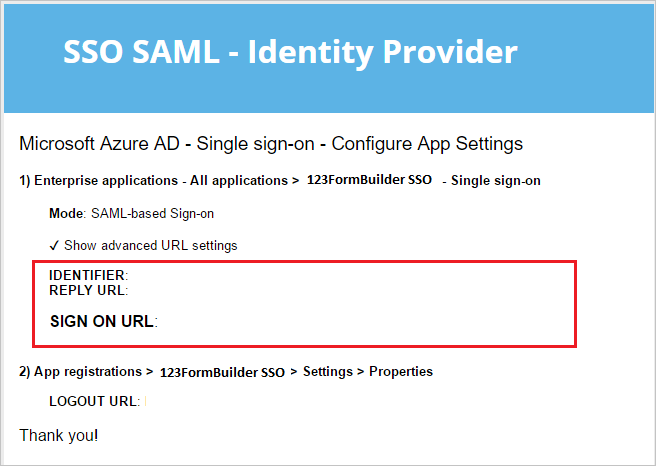 SSO SAML - Identity Provider
Microsoft Azure AD - Single sign-on - Configure App Settings
1) Enterprise applications - All applications > 123FormBuilder SSO - Single sign-on
Mode: SAML-based Sign-on
✓ Show advanced URL settings
IDENTIFIER:
REPLY URL:
SIGN ON URL:
2) App registrations > 123FormBuilder SSO > Settings > Properties
LOGOUT URL:
Thank you!